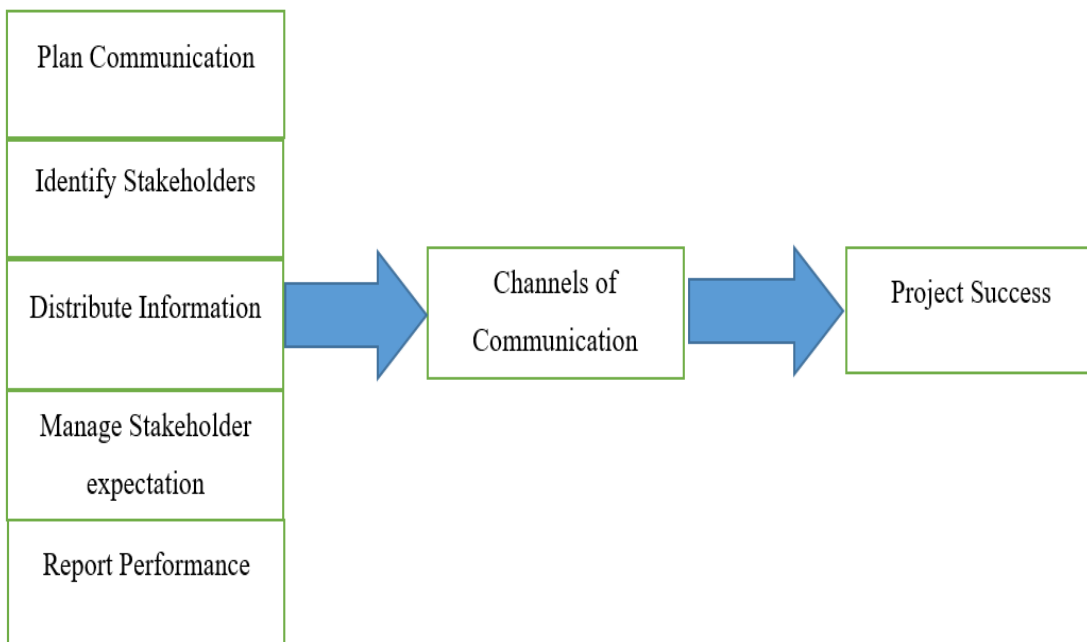 Plan Communication
Identify Stakeholders
Distribute Information
Manage Stakeholder
expectation
Report Performance
Channels of
Communication
Project Success